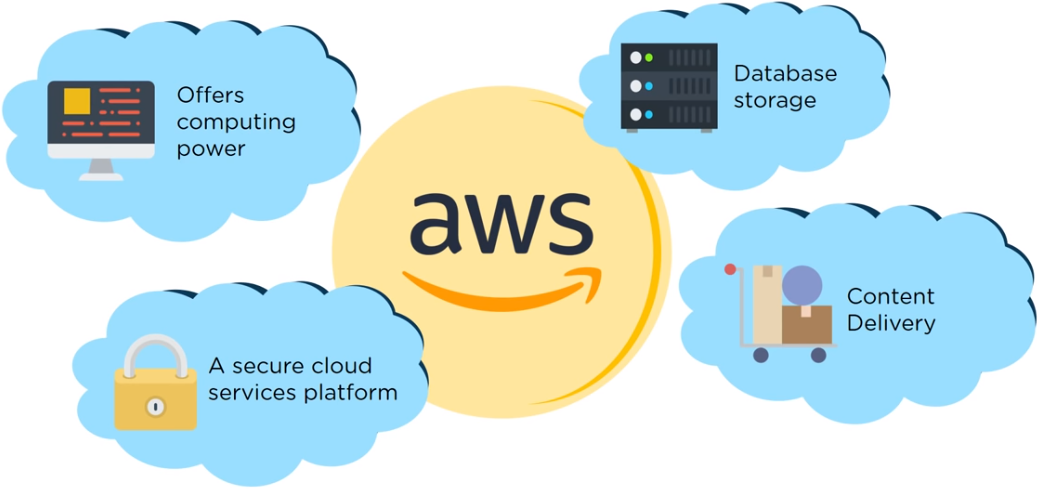 Offers
computing
power
Database
storage
aws
A secure cloud
services platform
Content
Delivery